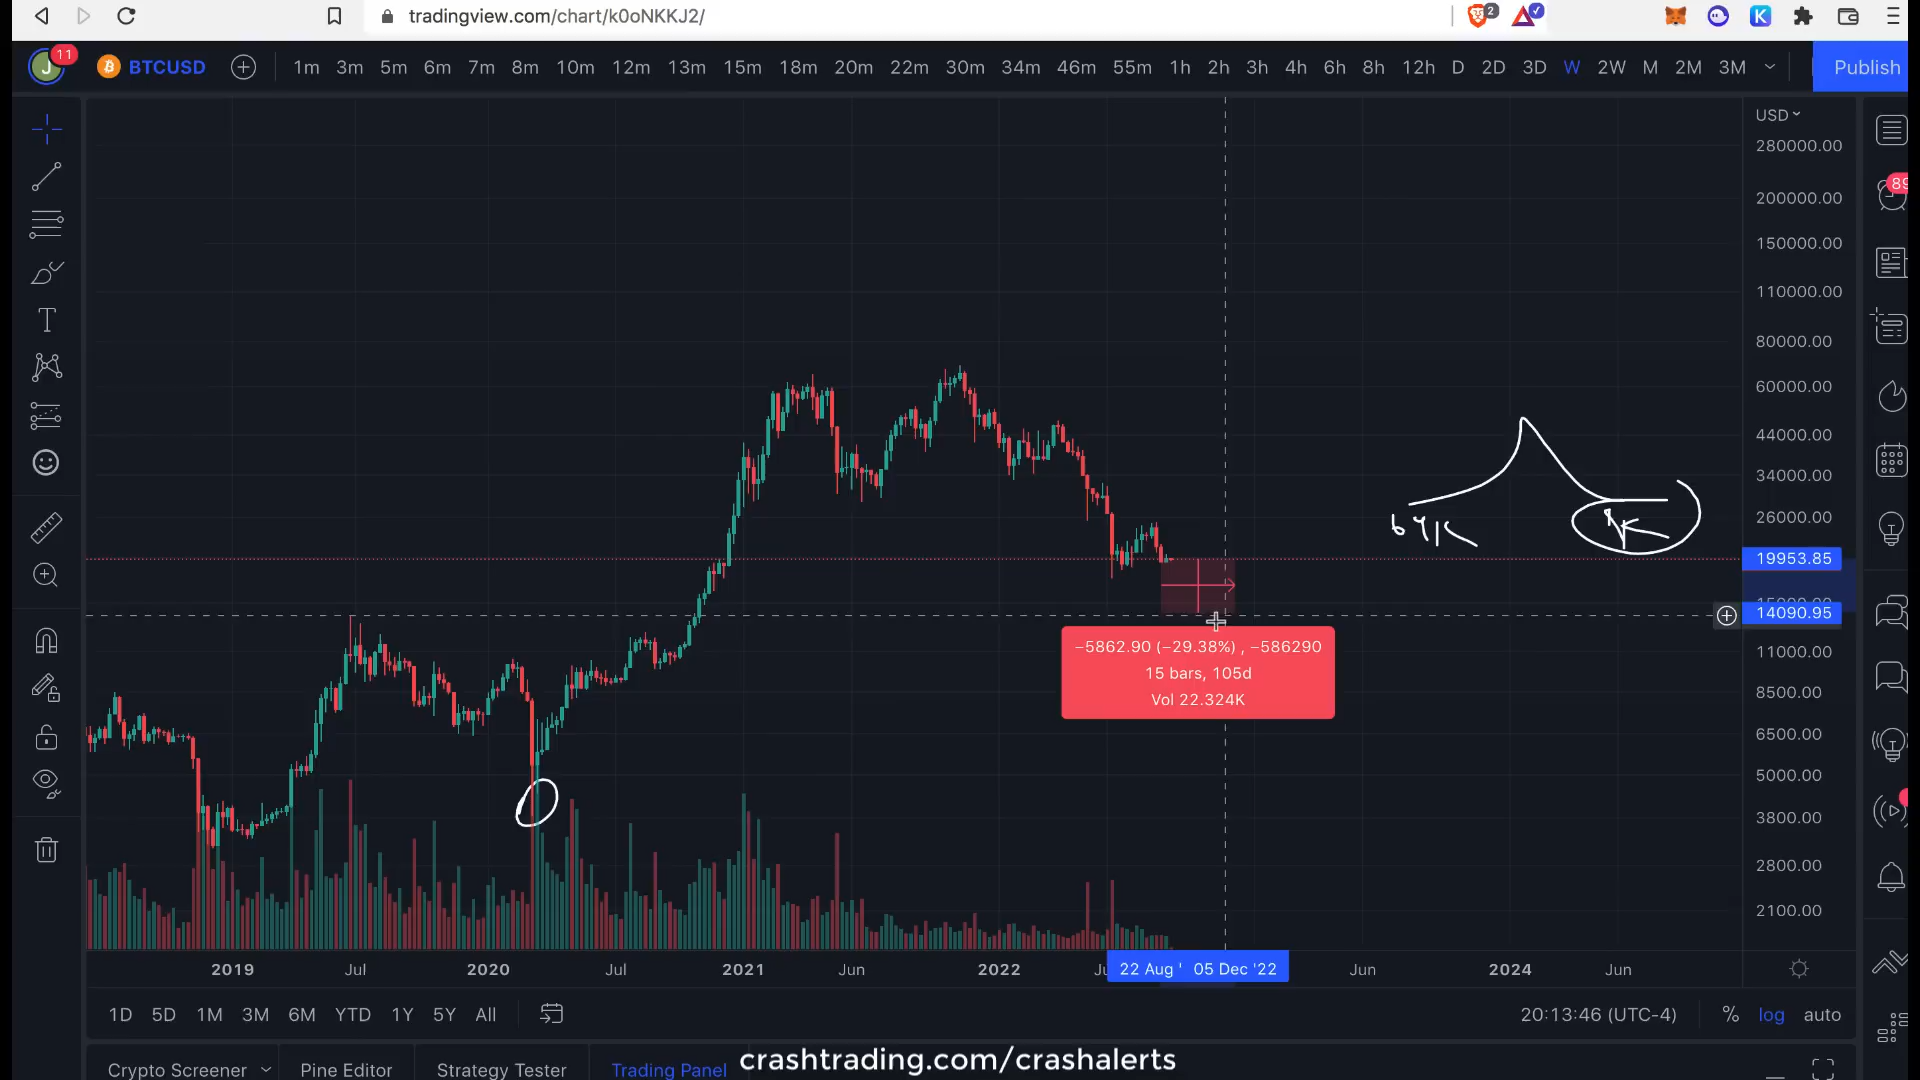 tradingview.com/chart/k0oNKKJ2/
2
J
11
BTCUSD
1m 3m 5m 6m 7m 8m 10m 12m 13m 15m 18m 20m 22m 30m 34m 46m 55m 1h 2h 3h 4h 6h 8h 12h D 2D 3D W 2W M 2M 3M
Publish
USD
280000.00
200000.00
89
150000.00
110000.00
80000.00
60000.00
44000.00
34000.00
26000.00
19953.85
14090.95
11000.00
8500.00
6500.00
5000.00
3800.00
2800.00
2100.00
−5862.90 (−29.38%) , −586290
15 bars, 105d
Vol 22.324K
2019 Jul 2020 Jul 2021 Jun 2022 22 Aug ' 05 Dec '22 Jun 2024 Jun
1D 5D 1M 3M 6M YTD 1Y 5Y All
20:13:46 (UTC-4) % log auto
Crypto Screener Pine Editor Strategy Tester Trading Panel
crashtrading.com/crashalerts